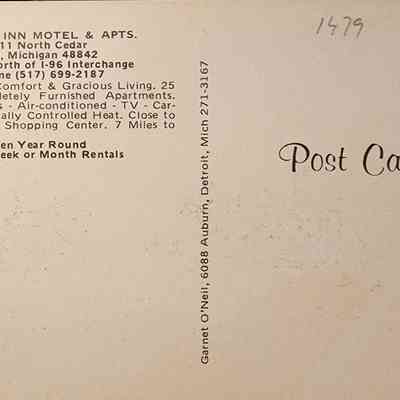 INN MOTEL & APTS.
11 North Cedar
, Michigan 48842
orth of I-96 Interchange
ne (517) 699-2187
Comfort & Gracious Living. 25
letely Furnished Apartments.
s - Air-conditioned - TV - Car-
ally Controlled Heat. Close to
Shopping Center. 7 Miles to
en Year Round
eek or Month Rentals
Garnet O'Neil, 6088 Auburn, Detroit, Mich 271-3167
1479
Post Ca